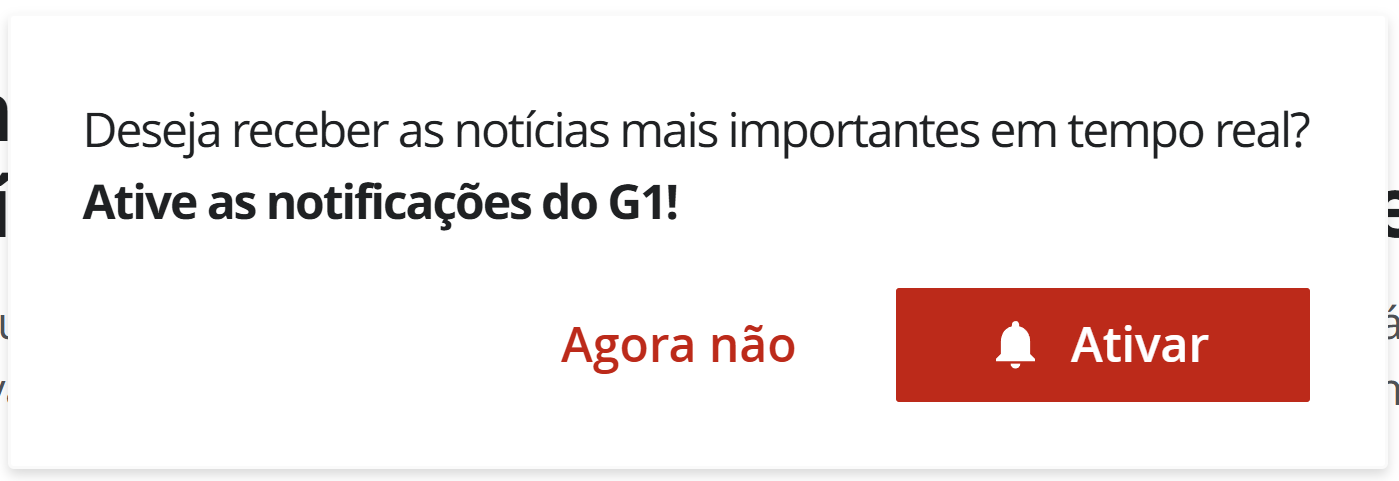 Deseja receber as notícias mais importantes em tempo real?
Ative as notificações do G1!
Agora não
Ativar